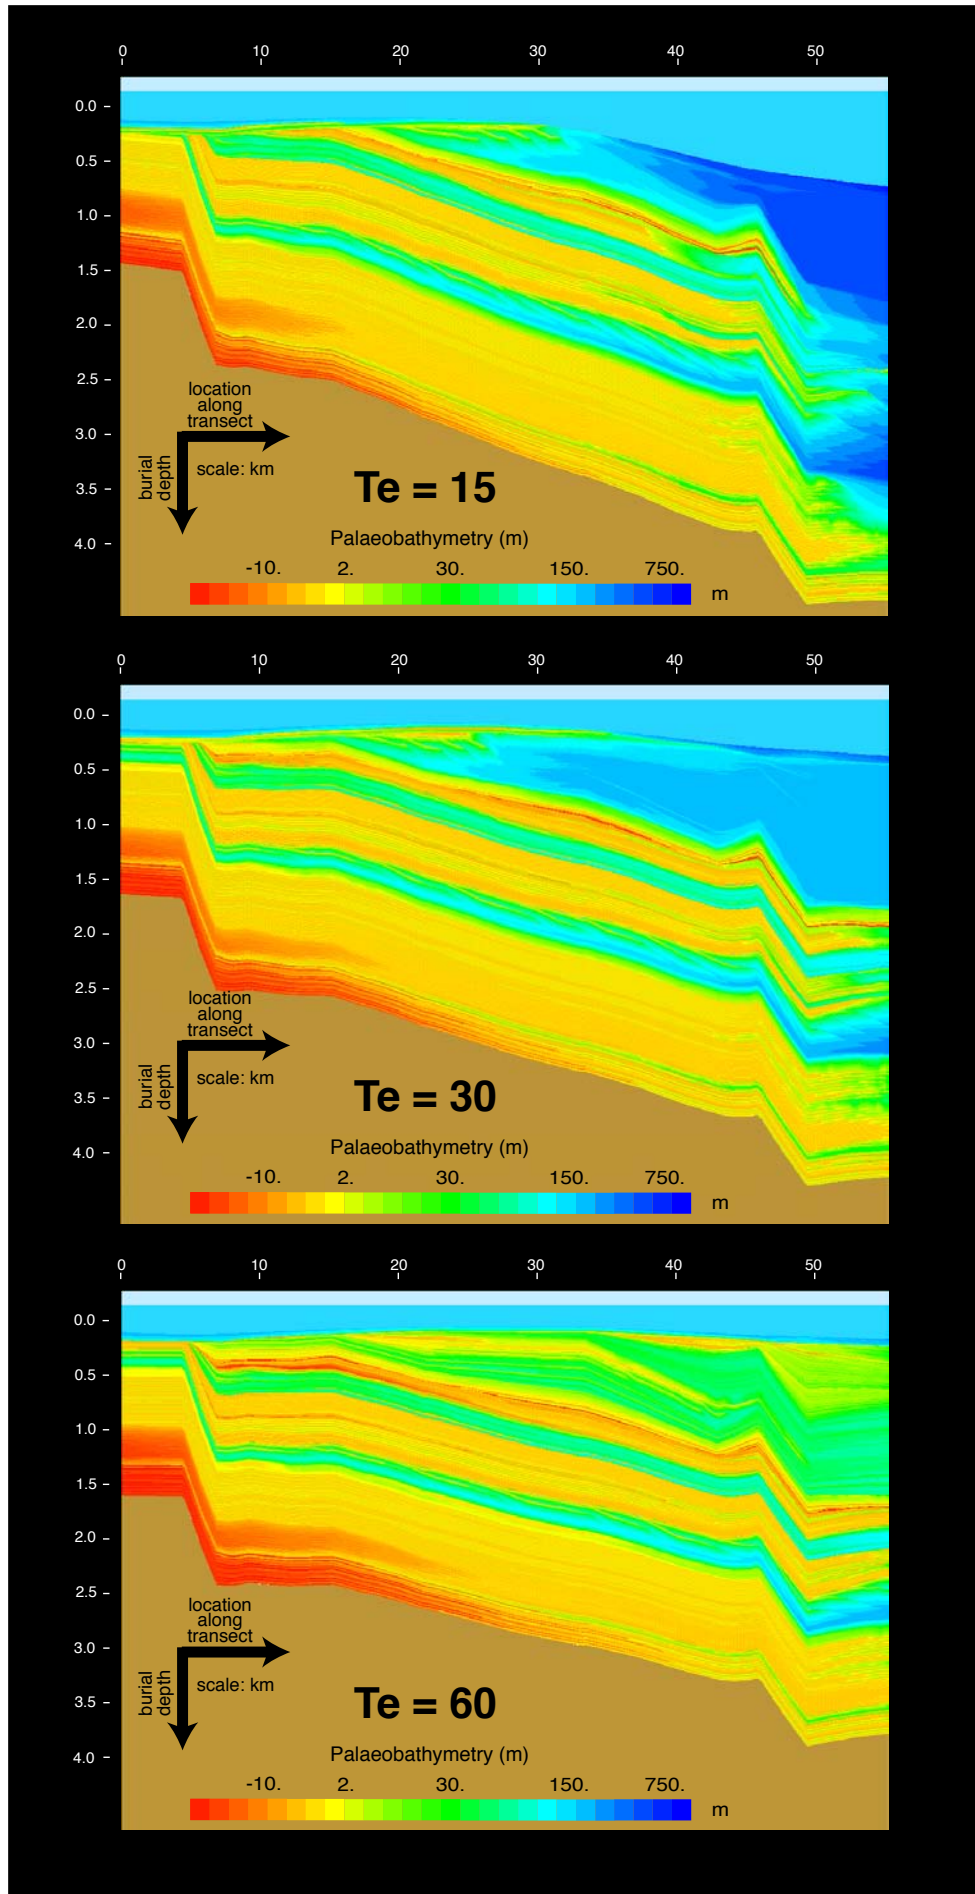 0 10 20 30 40 50
0.0
0.5
1.0
1.5
2.0
2.5
3.0
3.5
4.0
location
along
transect
burial
depth
scale: km
Te = 15
Palaeobathymetry (m)
-10. 2. 30. 150. 750.
m
0 10 20 30 40 50
0.0
0.5
1.0
1.5
2.0
2.5
3.0
3.5
4.0
location
along
transect
burial
depth
scale: km
Te = 30
Palaeobathymetry (m)
-10. 2. 30. 150. 750.
m
0 10 20 30 40 50
0.0
0.5
1.0
1.5
2.0
2.5
3.0
3.5
4.0
location
along
transect
burial
depth
scale: km
Te = 60
Palaeobathymetry (m)
-10. 2. 30. 150. 750.
m